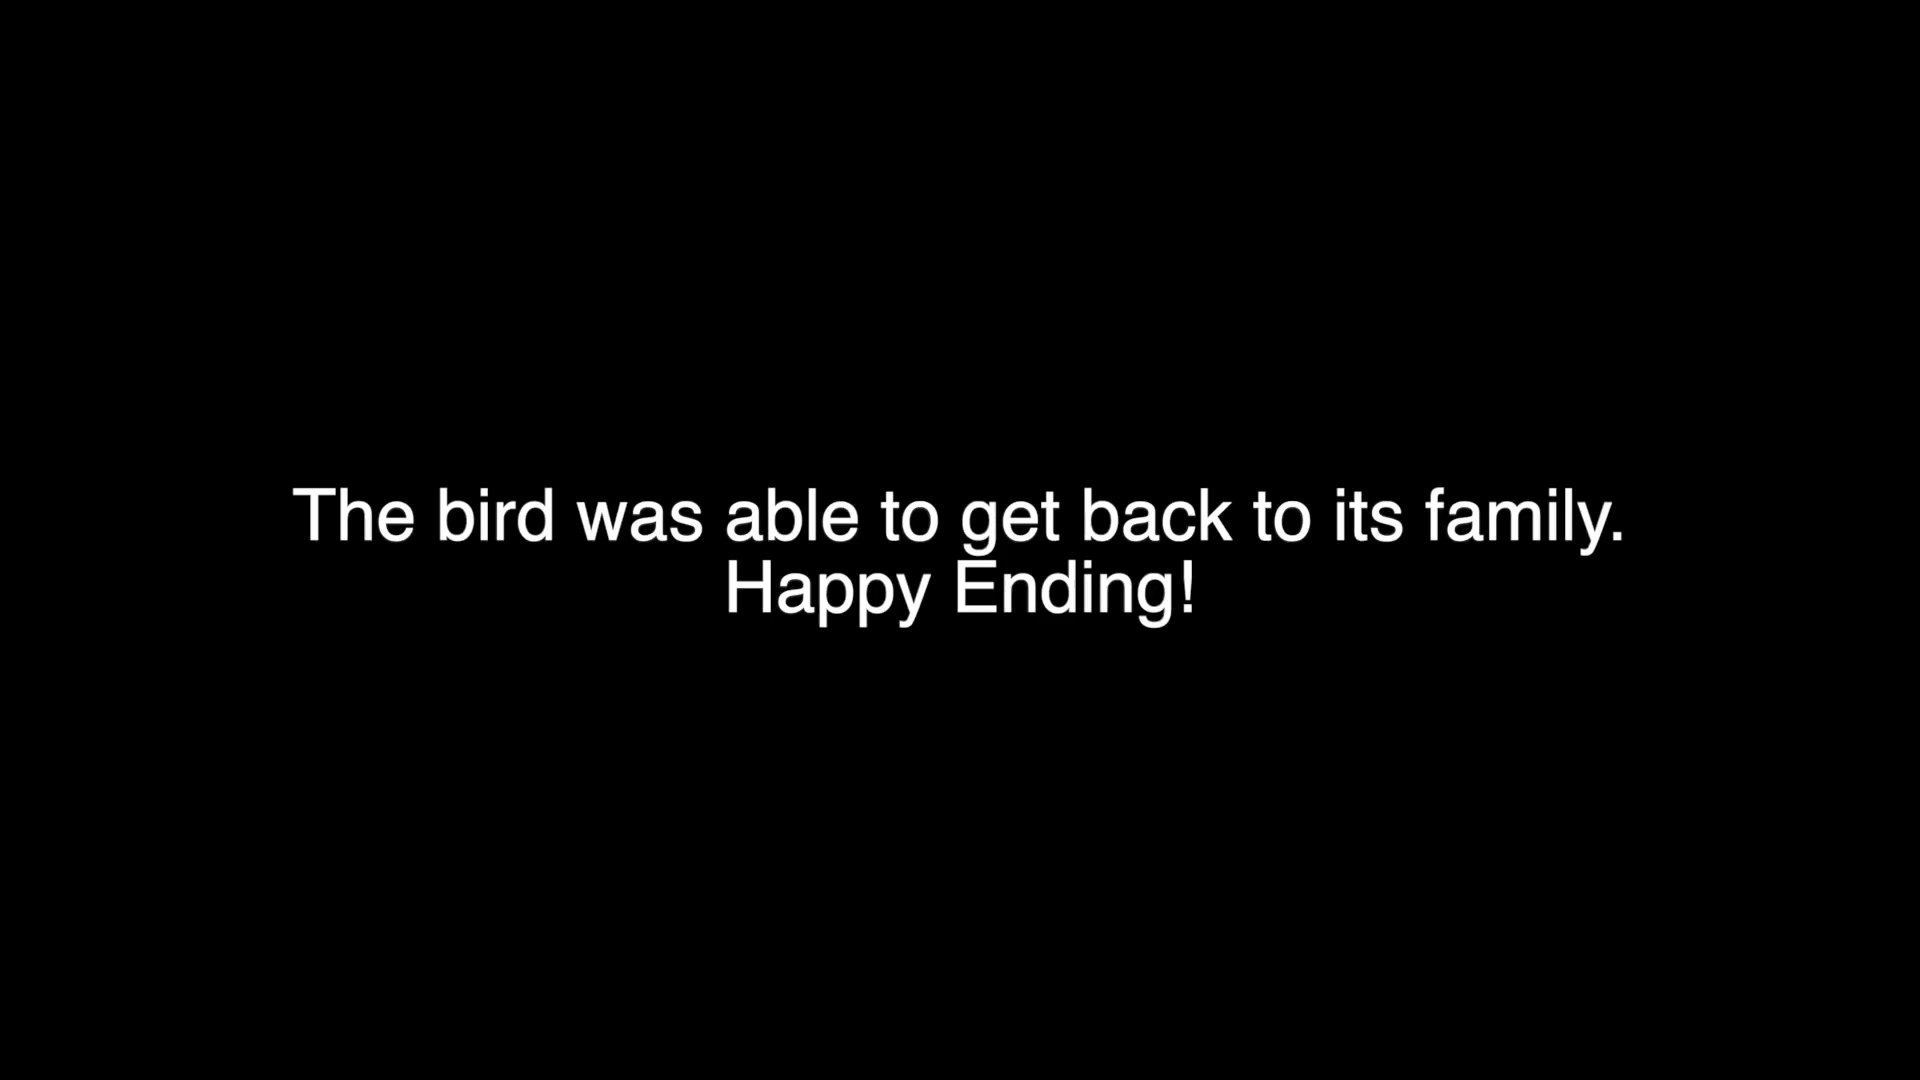 The bird was able to get back to its family.
Happy Ending!